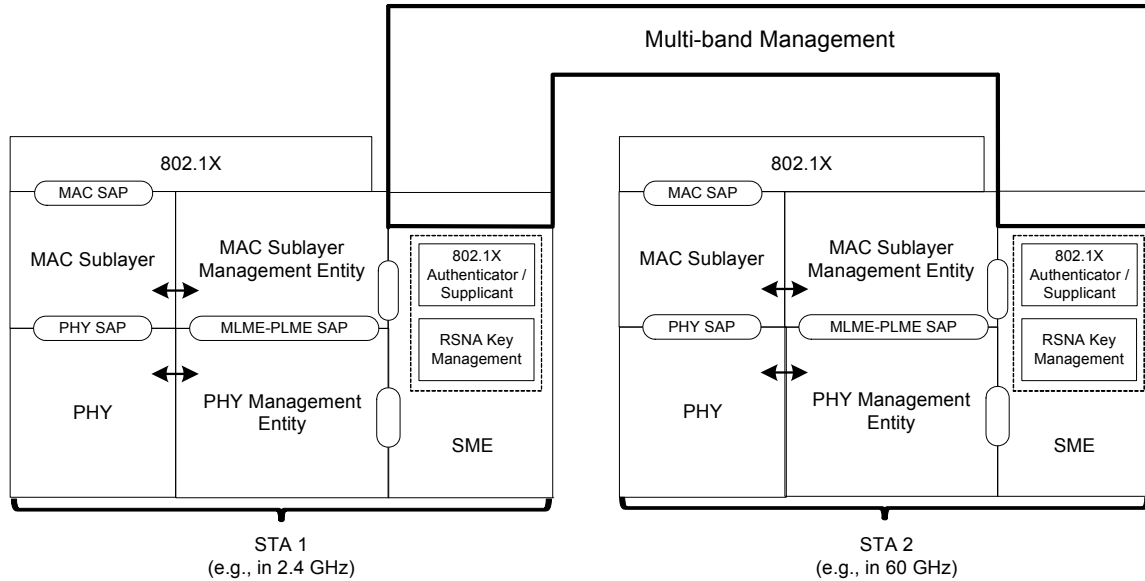 Multi-band Management
802.1X
MAC SAP
MAC Sublayer
MAC Sublayer
Management Entity
802.1X
Authenticator /
Supplicant
PHY SAP
MLME-PLME SAP
RSNA Key
Management
PHY
PHY Management
Entity
SME
STA 1
(e.g., in 2.4 GHz)
802.1X
MAC SAP
MAC Sublayer
MAC Sublayer
Management Entity
802.1X
Authenticator /
Supplicant
PHY SAP
MLME-PLME SAP
RSNA Key
Management
PHY
PHY Management
Entity
SME
STA 2
(e.g., in 60 GHz)